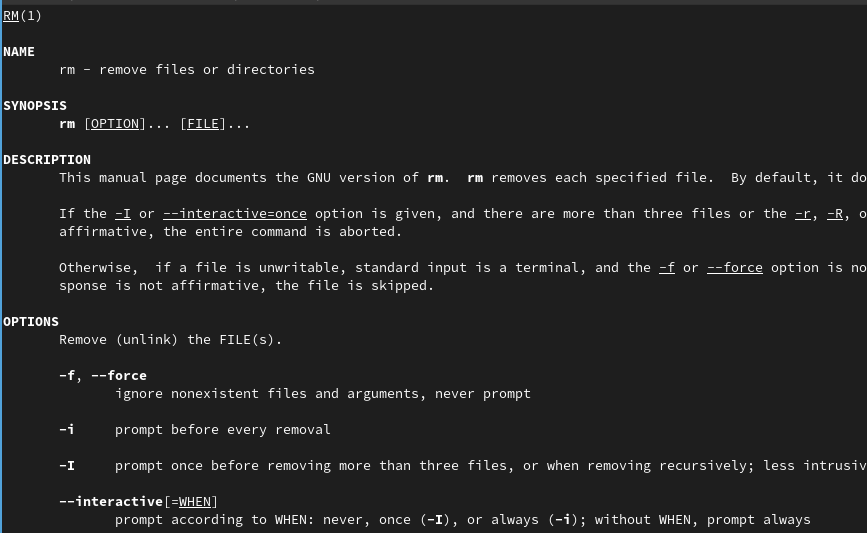 RM(1)
NAME
rm - remove files or directories
SYNOPSIS
rm [OPTION]... [FILE]...
DESCRIPTION
This manual page documents the GNU version of rm.  rm removes each specified file.  By default, it do
If the -I or --interactive=once option is given, and there are more than three files or the -r, -R, o
affirmative, the entire command is aborted.
Otherwise,  if a file is unwritable, standard input is a terminal, and the -f or --force option is no
sponse is not affirmative, the file is skipped.
OPTIONS
Remove (unlink) the FILE(s).
-f, --force
ignore nonexistent files and arguments, never prompt
-i     prompt before every removal
-I     prompt once before removing more than three files, or when removing recursively; less intrusiv
--interactive[=WHEN]
prompt according to WHEN: never, once (-I), or always (-i); without WHEN, prompt always